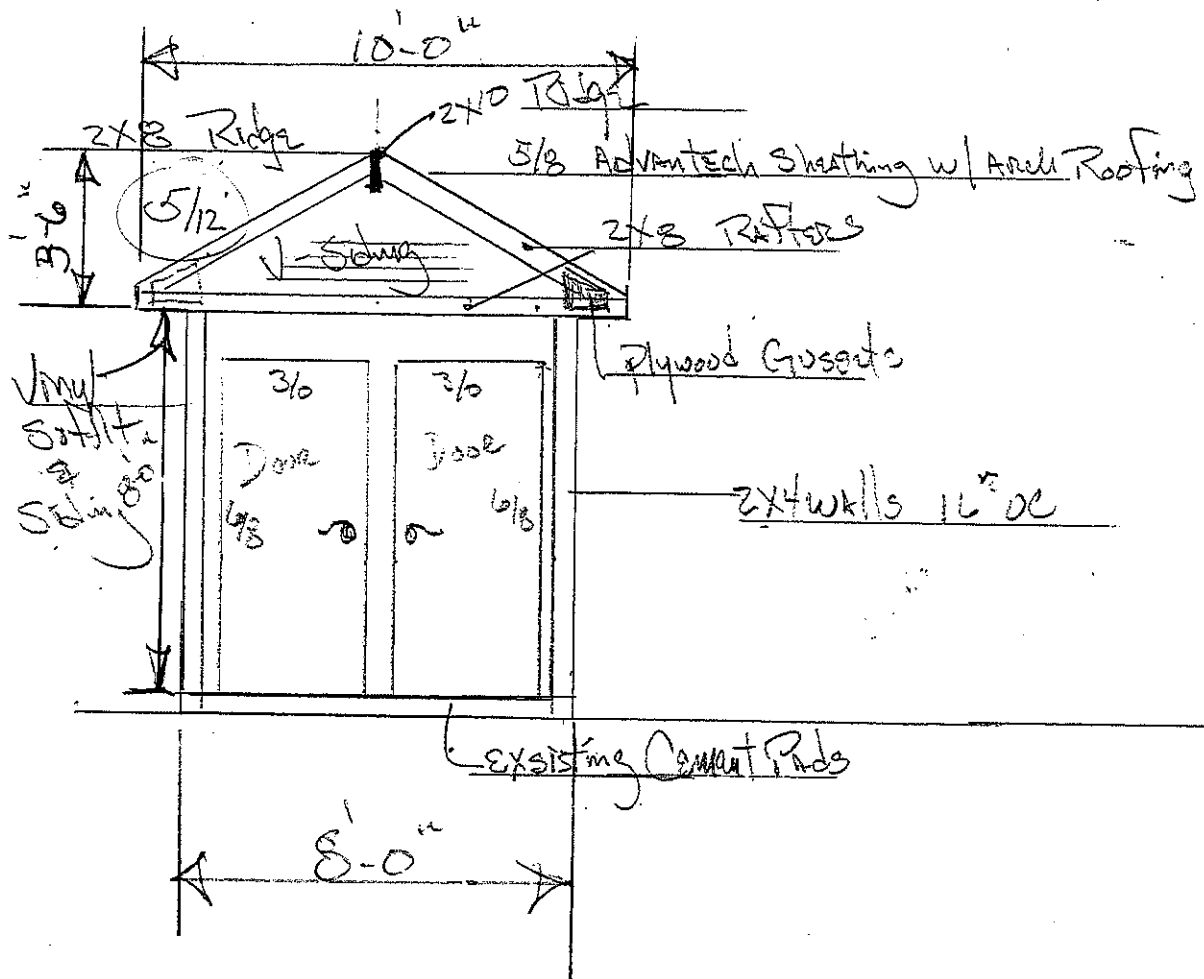 10'-0"
2X10 Ridge
2X8 Ridge
5/8 Advantech Sheathing w/ Arch Roofing
3'-6"
5/12
2X8 Rafters
V-Siding
Plywood Gussets
Vinyl
&
Siding
8'0
3/0
3/0
Door
Door
6/8
6/8
2X4 Walls 16" OC
Exsisting Cement Pads
8'-0"